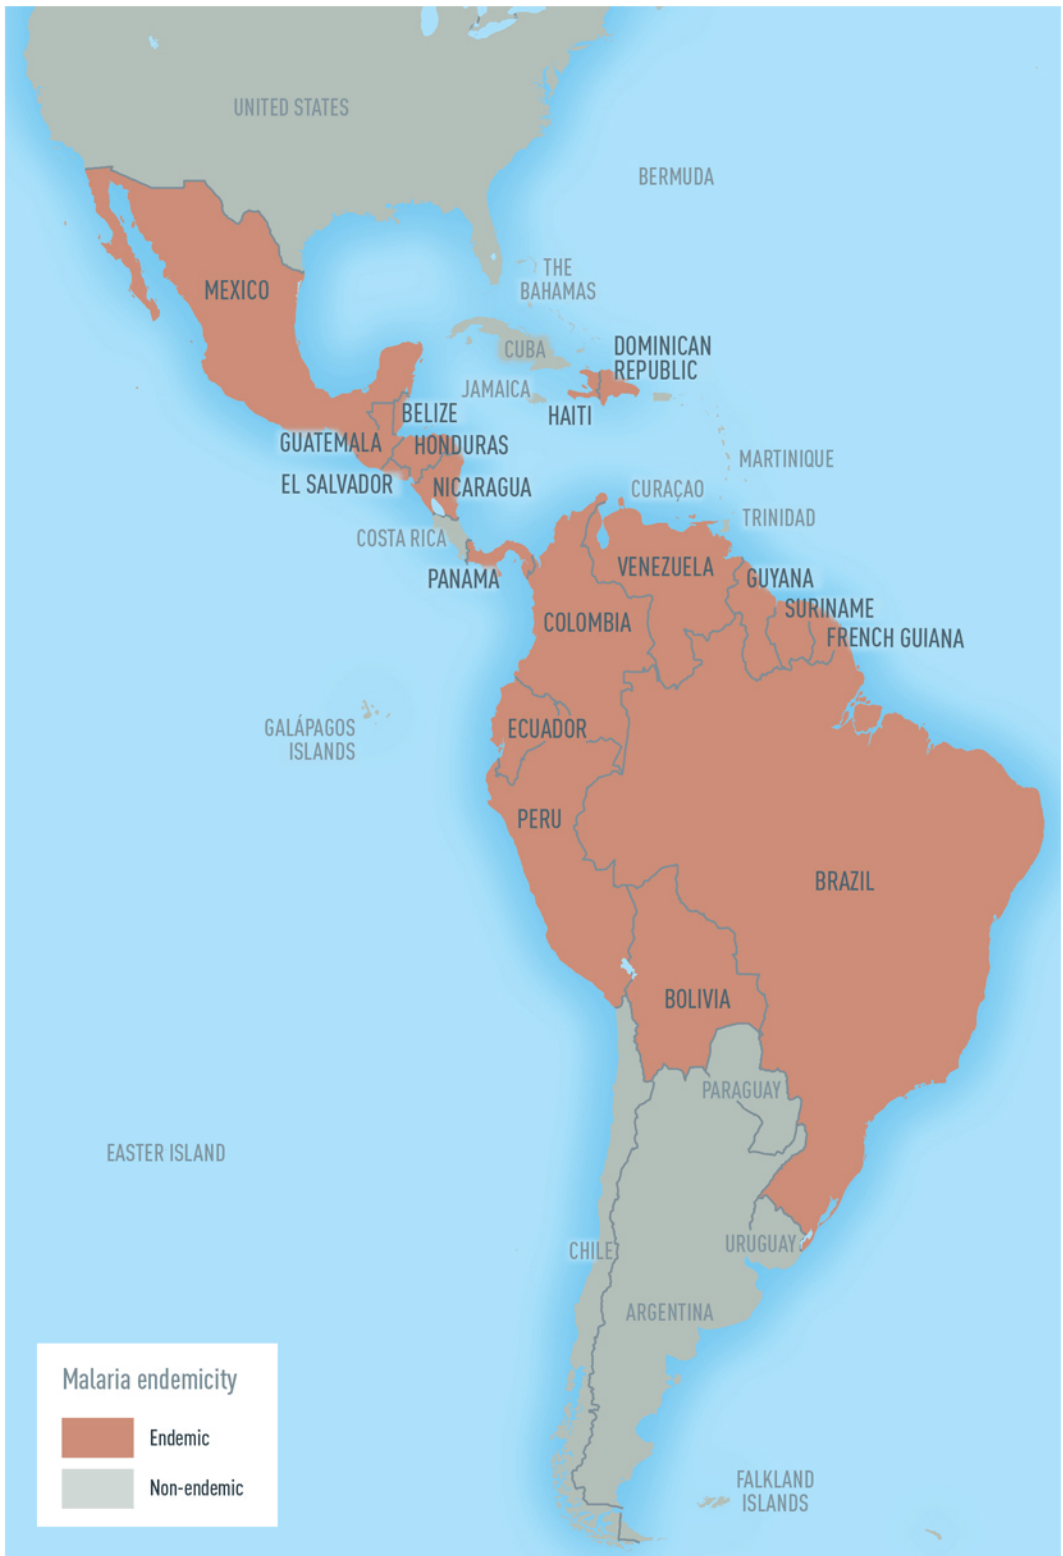 UNITED STATES
BERMUDA
THE
BAHAMAS
MEXICO
CUBA
DOMINICAN
REPUBLIC
JAMAICA
HAITI
BELIZE
GUATEMALA
HONDURAS
MARTINIQUE
EL SALVADOR
NICARAGUA
CURAÇAO
TRINIDAD
COSTA RICA
PANAMA
VENEZUELA
GUYANA
SURINAME
COLOMBIA
FRENCH GUIANA
GALÁPAGOS
ISLANDS
ECUADOR
PERU
BRAZIL
BOLIVIA
PARAGUAY
EASTER ISLAND
CHILE
URUGUAY
ARGENTINA
Malaria endemicity
Endemic
Non-endemic
FALKLAND
ISLANDS